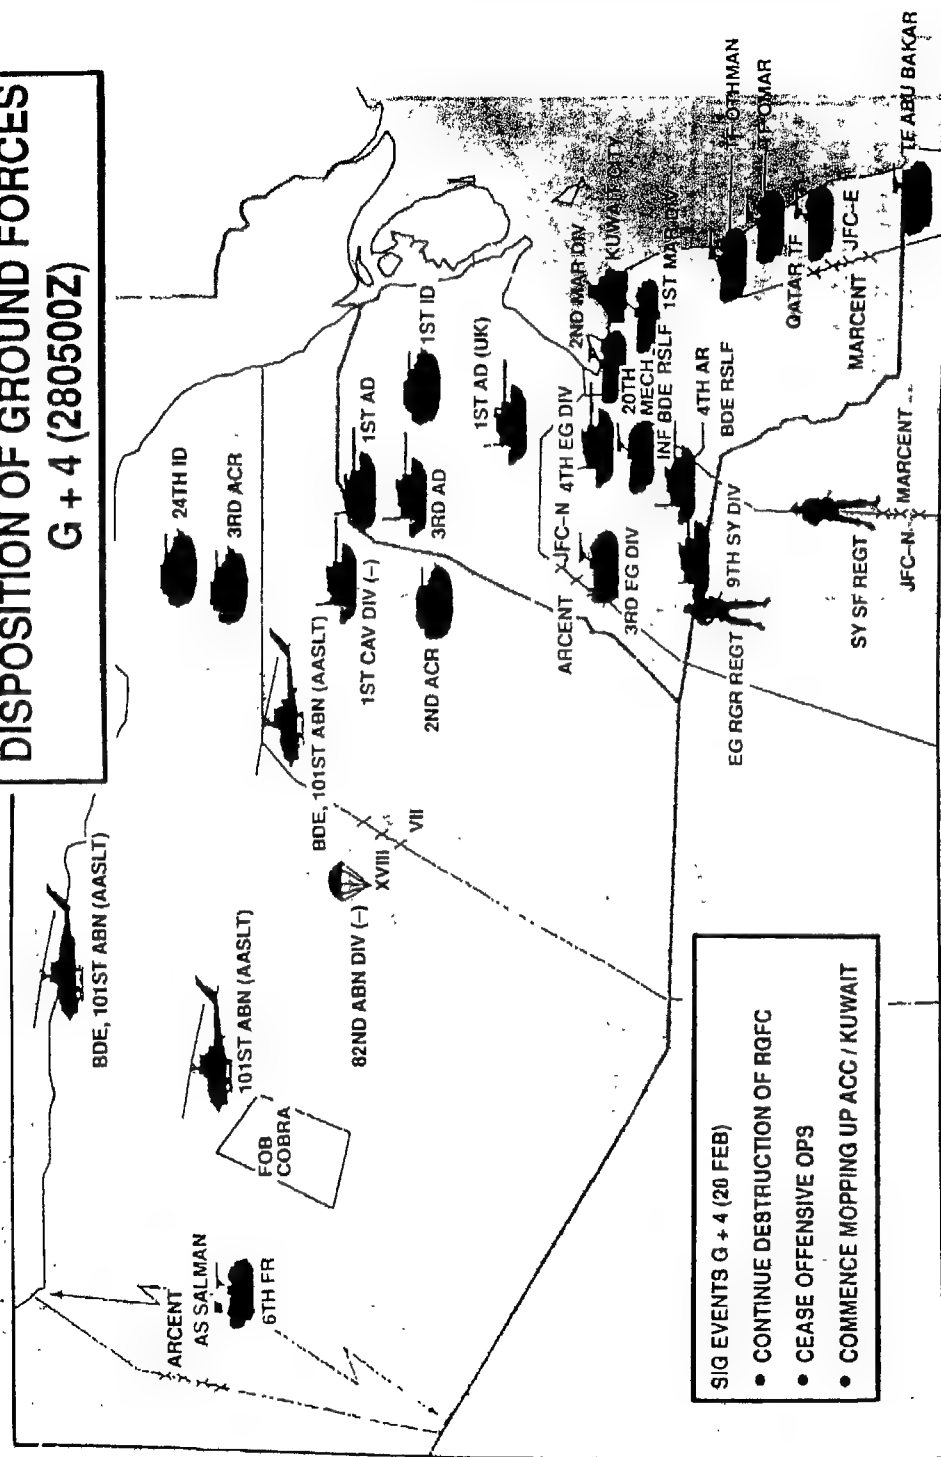 DISPOSITION OF GROUND FORCES
G + 4 (280500Z)
BDE, 101ST ABN (AASLT)
24TH ID
3RD ACR
101ST ABN (AASLT)
BDE, 101ST ABN (AASLT)
FOB
COBRA
ARCENT
AS SALMAN
6TH FR
82ND ABN DIV (–)
XVIII
VII
1ST CAV DIV (–)
1ST AD
2ND ACR
3RD AD
1ST ID
1ST AD (UK)
ARCENT
JFC-N
4TH EG DIV
2ND MAR DIV
KUWAIT CITY
3RD EG DIV
20TH
MECH
INF BDE RSLF
1ST MAR DIV
4TH AR
BDE RSLF
EG RGR REGT
9TH SY DIV
TF OTHMAN
TF OMAR
QATAR TF
MARCENT
JFC-E
SY SF REGT
JFC-N
MARCENT
TF ABU BAKAR
SIG EVENTS G + 4 (28 FEB)
• CONTINUE DESTRUCTION OF RGFC
• CEASE OFFENSIVE OPS
• COMMENCE MOPPING UP ACC / KUWAIT